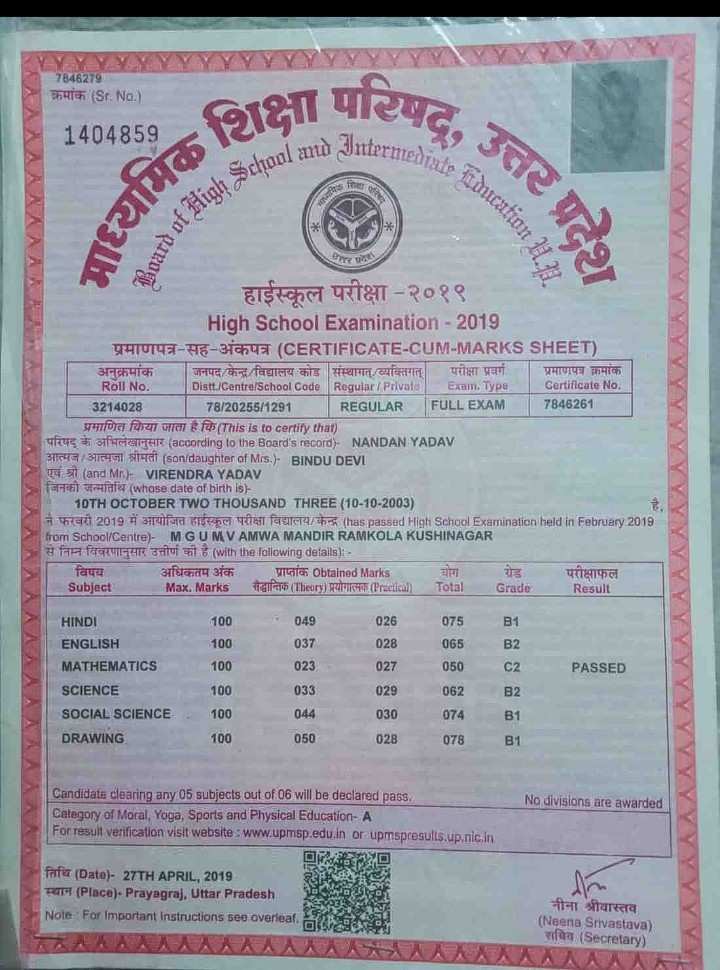 7846279
क्रमांक (Sr. No.)
1404859
माध्यमिक शिक्षा परिषद्, उत्तर प्रदेश
Board of High School and Intermediate Education U.P.
माध्यमिक शिक्षा परिषद
उत्तर प्रदेश
हाईस्कूल परीक्षा -२०१९
High School Examination - 2019
प्रमाणपत्र-सह-अंकपत्र (CERTIFICATE-CUM-MARKS SHEET)
अनुक्रमांक जनपद/केन्द्र/विद्यालय कोड संस्थागत्/व्यक्तिगत् परीक्षा प्रवर्ग प्रमाणपत्र क्रमांक
Roll No. Distt./Centre/School Code Regular / Private Exam. Type Certificate No.
3214028 78/20255/1291 REGULAR FULL EXAM 7846261
प्रमाणित किया जाता है कि (This is to certify that)
परिषद् के अभिलेखानुसार (according to the Board's record)- NANDAN YADAV
आत्मज/आत्मजा श्रीमती (son/daughter of Mrs.)- BINDU DEVI
एवं श्री (and Mr.)- VIRENDRA YADAV
जिनकी जन्मतिथि (whose date of birth is)-
10TH OCTOBER TWO THOUSAND THREE (10-10-2003) है,
ने फरवरी 2019 में आयोजित हाईस्कूल परीक्षा विद्यालय/केन्द्र (has passed High School Examination held in February 2019
from School/Centre)- M G U M V AMWA MANDIR RAMKOLA KUSHINAGAR
से निम्न विवरणानुसार उत्तीर्ण की है (with the following details): -
विषय अधिकतम अंक प्राप्तांक Obtained Marks योग ग्रेड परीक्षाफल
Subject Max. Marks सैद्धान्तिक (Theory) प्रयोगात्मक (Practical) Total Grade Result
HINDI 100 049 026 075 B1
ENGLISH 100 037 028 065 B2
MATHEMATICS 100 023 027 050 C2 PASSED
SCIENCE 100 033 029 062 B2
SOCIAL SCIENCE 100 044 030 074 B1
DRAWING 100 050 028 078 B1
Candidate clearing any 05 subjects out of 06 will be declared pass. No divisions are awarded
Category of Moral, Yoga, Sports and Physical Education- A
For result verification visit website : www.upmsp.edu.in or upmspresults.up.nic.in
तिथि (Date)- 27TH APRIL, 2019
स्थान (Place)- Prayagraj, Uttar Pradesh
Note : For Important Instructions see overleaf.
नीना श्रीवास्तव
(Neena Srivastava)
सचिव (Secretary)